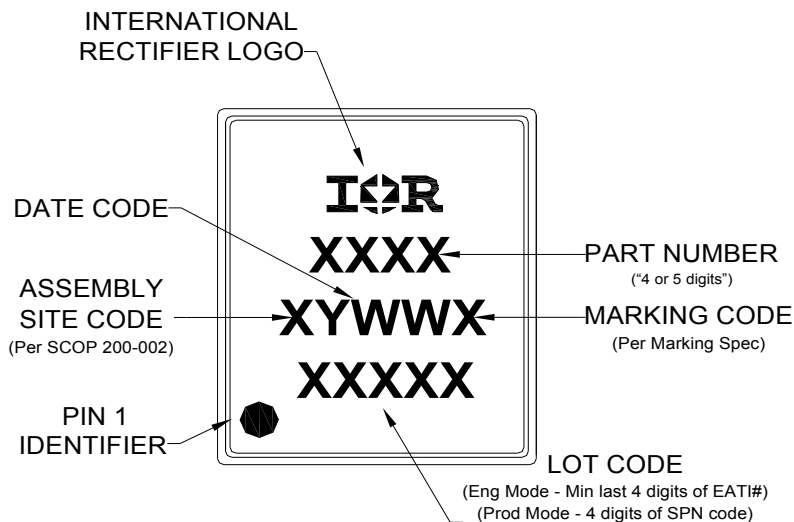 INTERNATIONAL
RECTIFIER LOGO
IOR
DATE CODE
XXXX
PART NUMBER
(“4 or 5 digits”)
ASSEMBLY
SITE CODE
(Per SCOP 200-002)
XYWWX
MARKING CODE
(Per Marking Spec)
XXXXX
PIN 1
IDENTIFIER
LOT CODE
(Eng Mode - Min last 4 digits of EATI#)
(Prod Mode - 4 digits of SPN code)